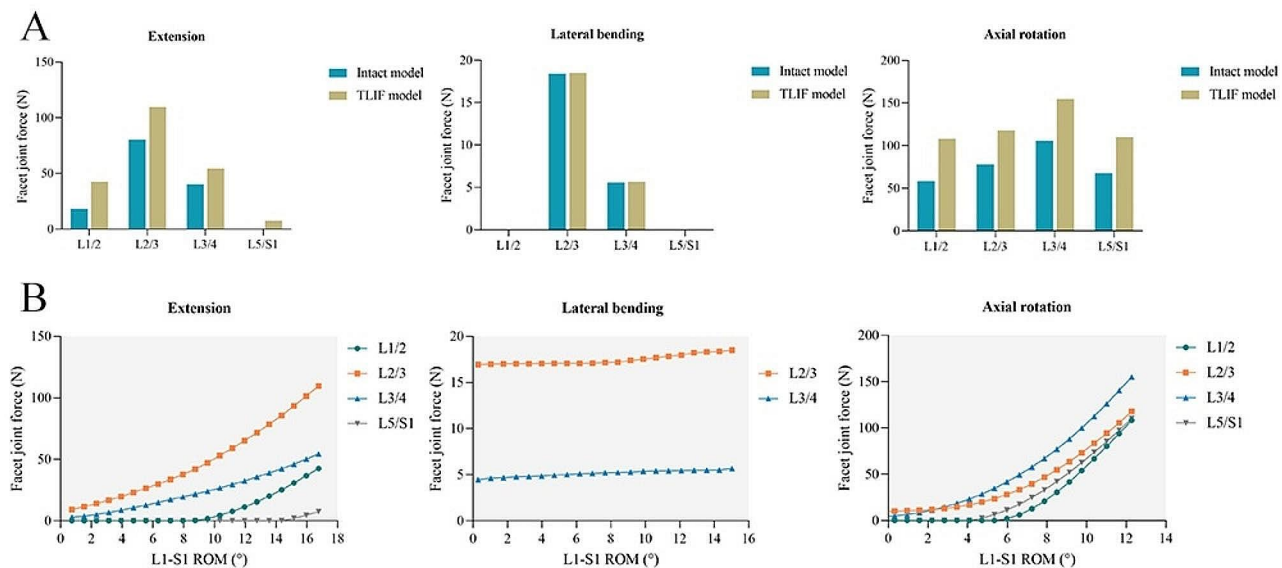 A
Extension
Facet joint force (N)
150
100
50
0
L1/2
L2/3
L3/4
L5/S1
Intact model
TLIF model
Lateral bending
Facet joint force (N)
20
15
10
5
0
L1/2
L2/3
L3/4
L5/S1
Intact model
TLIF model
Axial rotation
Facet joint force (N)
200
150
100
50
0
L1/2
L2/3
L3/4
L5/S1
Intact model
TLIF model
B
Extension
Facet joint force (N)
150
100
50
0
0 2 4 6 8 10 12 14 16 18
L1-S1 ROM (°)
L1/2
L2/3
L3/4
L5/S1
Lateral bending
Facet joint force (N)
20
15
10
5
0
0 2 4 6 8 10 12 14 16
L1-S1 ROM (°)
L2/3
L3/4
Axial rotation
Facet joint force (N)
200
150
100
50
0
0 2 4 6 8 10 12 14
L1-S1 ROM (°)
L1/2
L2/3
L3/4
L5/S1